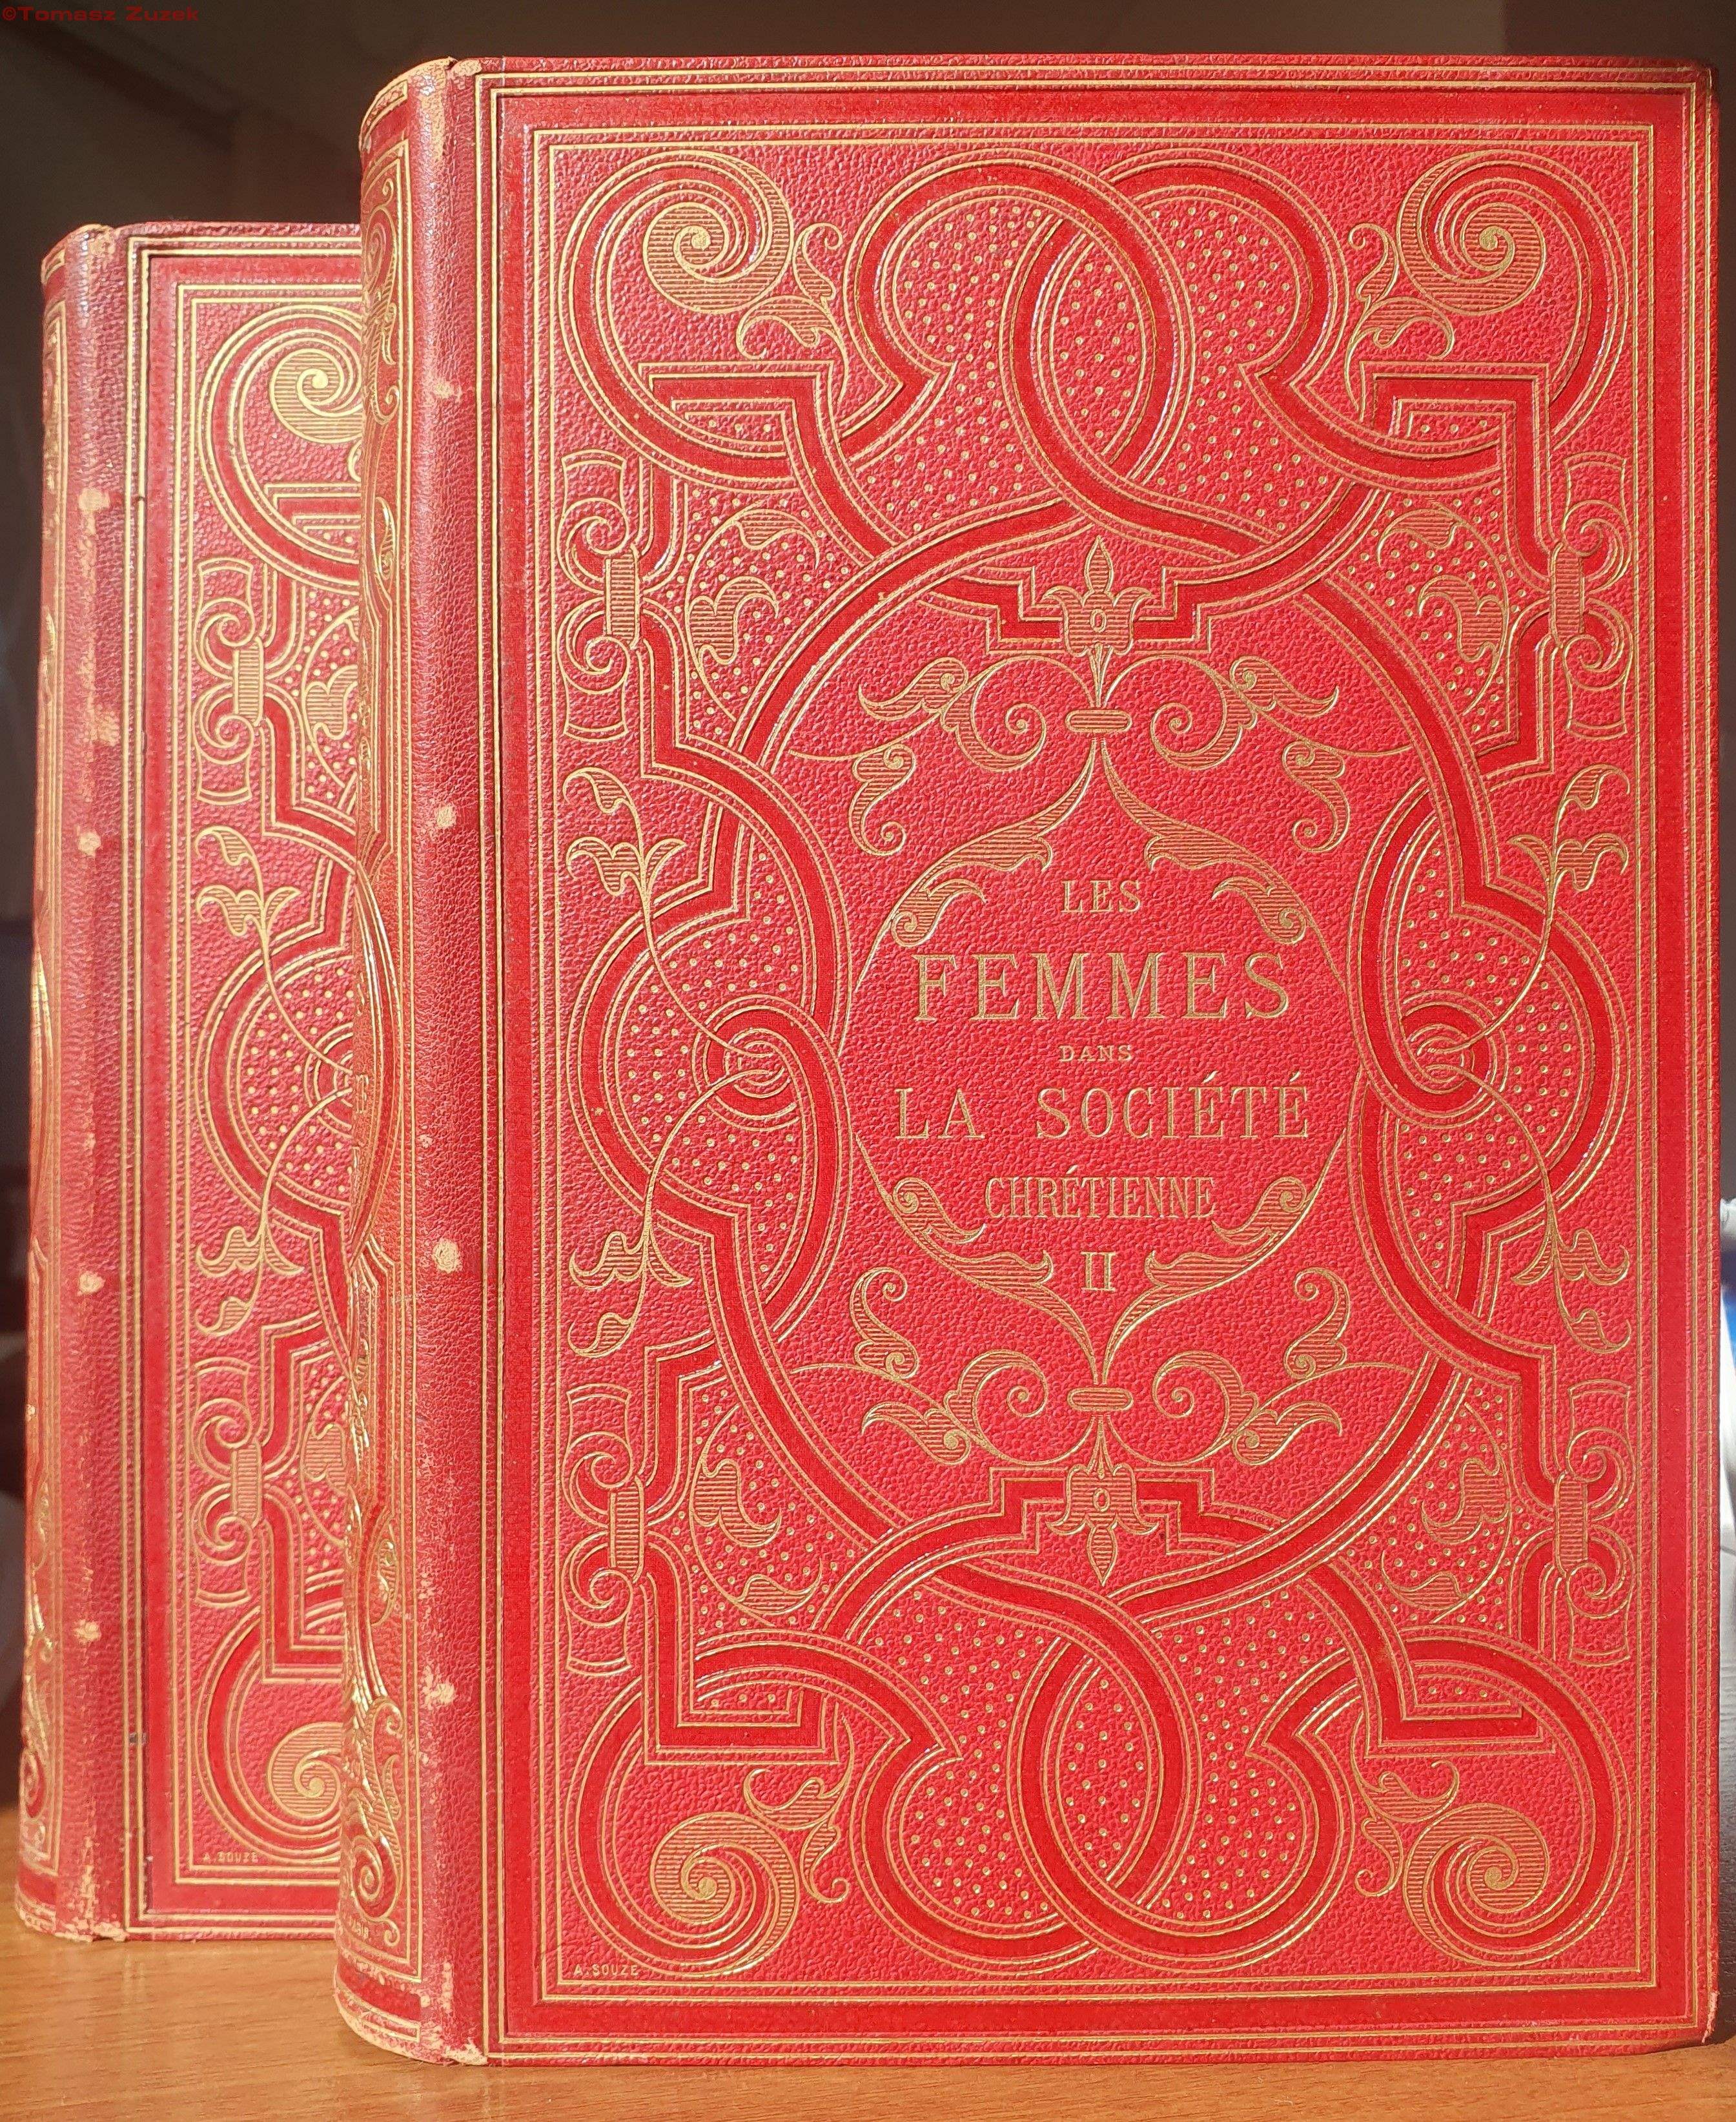 ©Tomasz Zuzek
LES
FEMMES
DANS
LA SOCIÉTÉ
CHRÉTIENNE
II
A. SOUZE
A. SOUZE